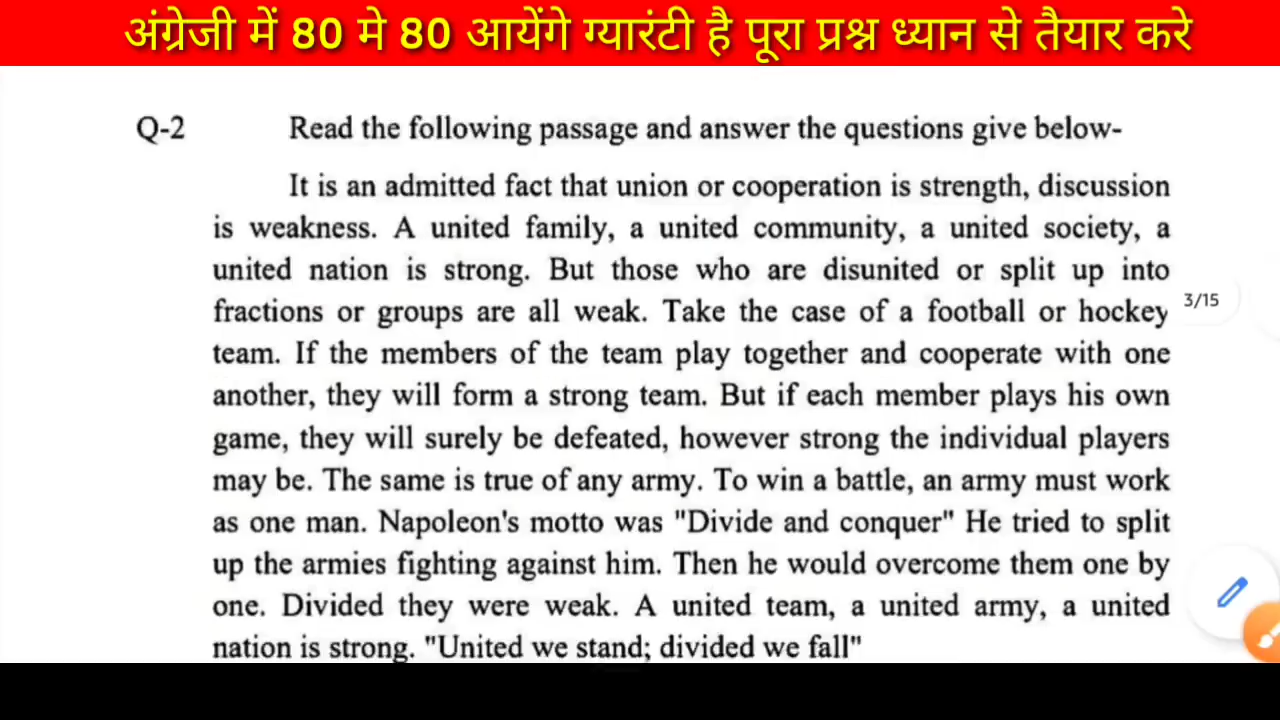 अंग्रेजी में 80 मे 80 आयेंगे ग्यारंटी है पूरा प्रश्न ध्यान से तैयार करे
Q-2 Read the following passage and answer the questions give below-
It is an admitted fact that union or cooperation is strength, discussion
is weakness. A united family, a united community, a united society, a
united nation is strong. But those who are disunited or split up into
fractions or groups are all weak. Take the case of a football or hockey
3/15
team. If the members of the team play together and cooperate with one
another, they will form a strong team. But if each member plays his own
game, they will surely be defeated, however strong the individual players
may be. The same is true of any army. To win a battle, an army must work
as one man. Napoleon's motto was "Divide and conquer" He tried to split
up the armies fighting against him. Then he would overcome them one by
one. Divided they were weak. A united team, a united army, a united
nation is strong. "United we stand; divided we fall"